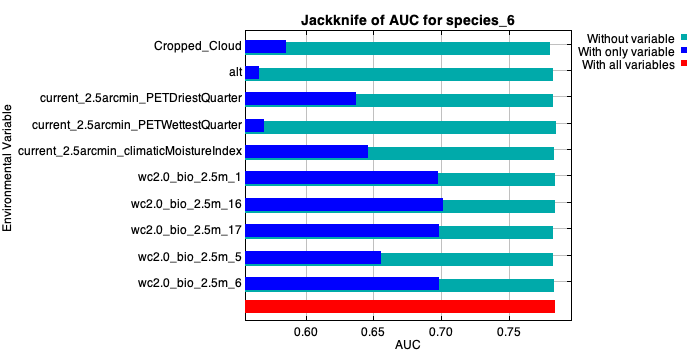 Jackknife of AUC for species_6
Without variable
With only variable
With all variables
Environmental Variable
Cropped_Cloud
alt
current_2.5arcmin_PETDriestQuarter
current_2.5arcmin_PETWettestQuarter
current_2.5arcmin_climaticMoistureIndex
wc2.0_bio_2.5m_1
wc2.0_bio_2.5m_16
wc2.0_bio_2.5m_17
wc2.0_bio_2.5m_5
wc2.0_bio_2.5m_6
0.60 0.65 0.70 0.75
AUC